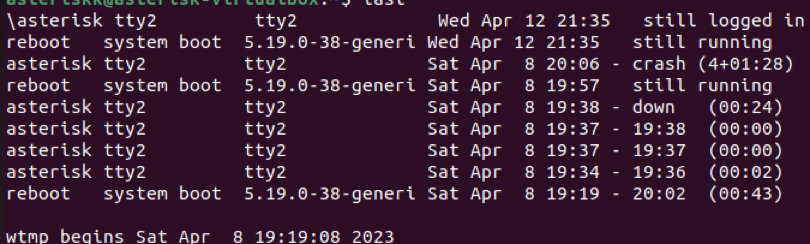 asteriskk@asterisk-VirtualBox:~$ last
\asterisk tty2         tty2             Wed Apr 12 21:35   still logged in
reboot   system boot  5.19.0-38-generi Wed Apr 12 21:35   still running
asterisk tty2         tty2             Sat Apr  8 20:06 - crash (4+01:28)
reboot   system boot  5.19.0-38-generi Sat Apr  8 19:57   still running
asterisk tty2         tty2             Sat Apr  8 19:38 - down   (00:24)
asterisk tty2         tty2             Sat Apr  8 19:37 - 19:38  (00:00)
asterisk tty2         tty2             Sat Apr  8 19:37 - 19:37  (00:00)
asterisk tty2         tty2             Sat Apr  8 19:34 - 19:36  (00:02)
reboot   system boot  5.19.0-38-generi Sat Apr  8 19:19 - 20:02  (00:43)
wtmp begins Sat Apr  8 19:19:08 2023